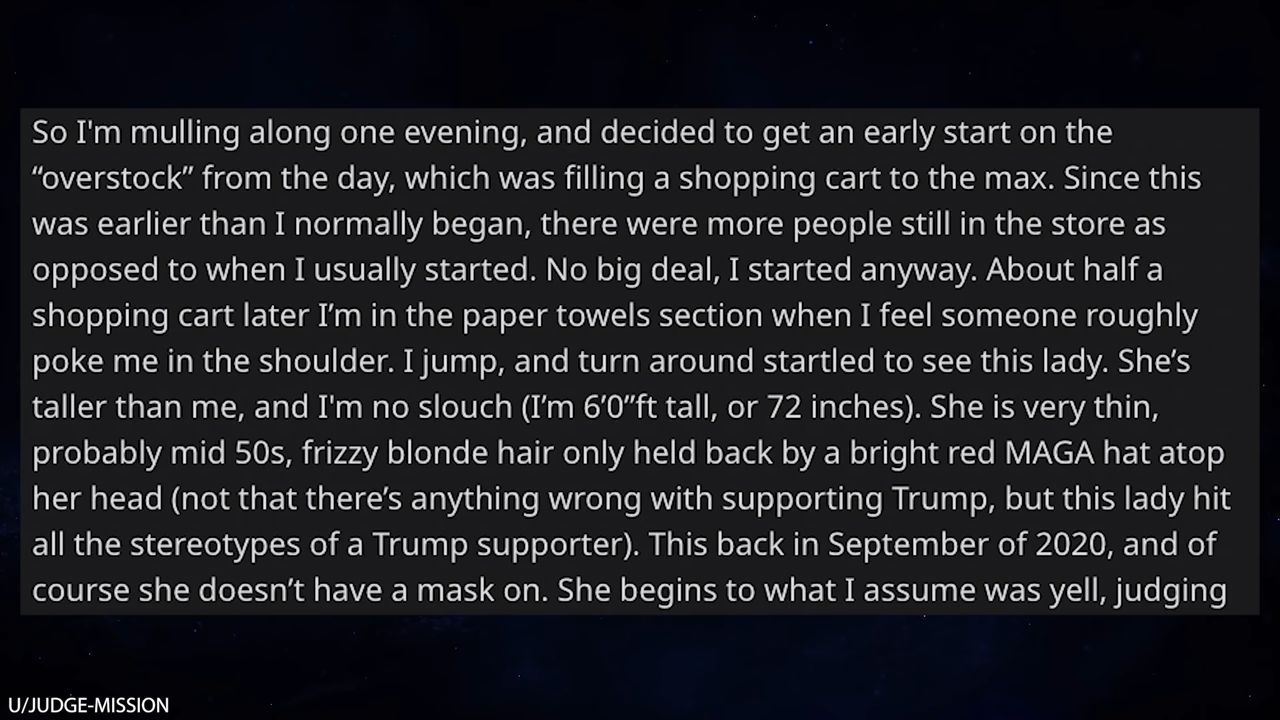 So I'm mulling along one evening, and decided to get an early start on the
“overstock” from the day, which was filling a shopping cart to the max. Since this
was earlier than I normally began, there were more people still in the store as
opposed to when I usually started. No big deal, I started anyway. About half a
shopping cart later I’m in the paper towels section when I feel someone roughly
poke me in the shoulder. I jump, and turn around startled to see this lady. She’s
taller than me, and I'm no slouch (I’m 6’0”ft tall, or 72 inches). She is very thin,
probably mid 50s, frizzy blonde hair only held back by a bright red MAGA hat atop
her head (not that there’s anything wrong with supporting Trump, but this lady hit
all the stereotypes of a Trump supporter). This back in September of 2020, and of
course she doesn’t have a mask on. She begins to what I assume was yell, judging
U/JUDGE-MISSION